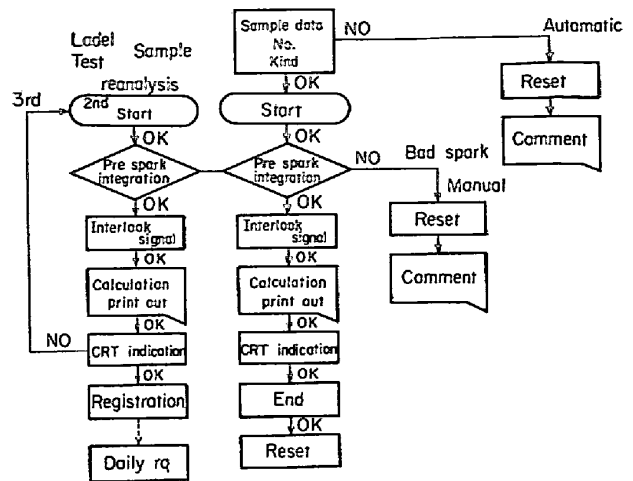 Ladel Sample
Test
reanalysis
3rd
2nd
Start
OK
Pre spark
integration
OK
Interlook
signal
OK
Calculation
print out
OK
NO
CRT indication
OK
Registration
Daily rq
Sample data
No.
Kind
NO
Automatic
OK
Reset
Comment
Start
OK
Pre spark
integration
NO
Bad spark
Manual
Reset
Comment
OK
Interlook
signal
OK
Calculation
print out
OK
CRT indication
OK
End
OK
Reset